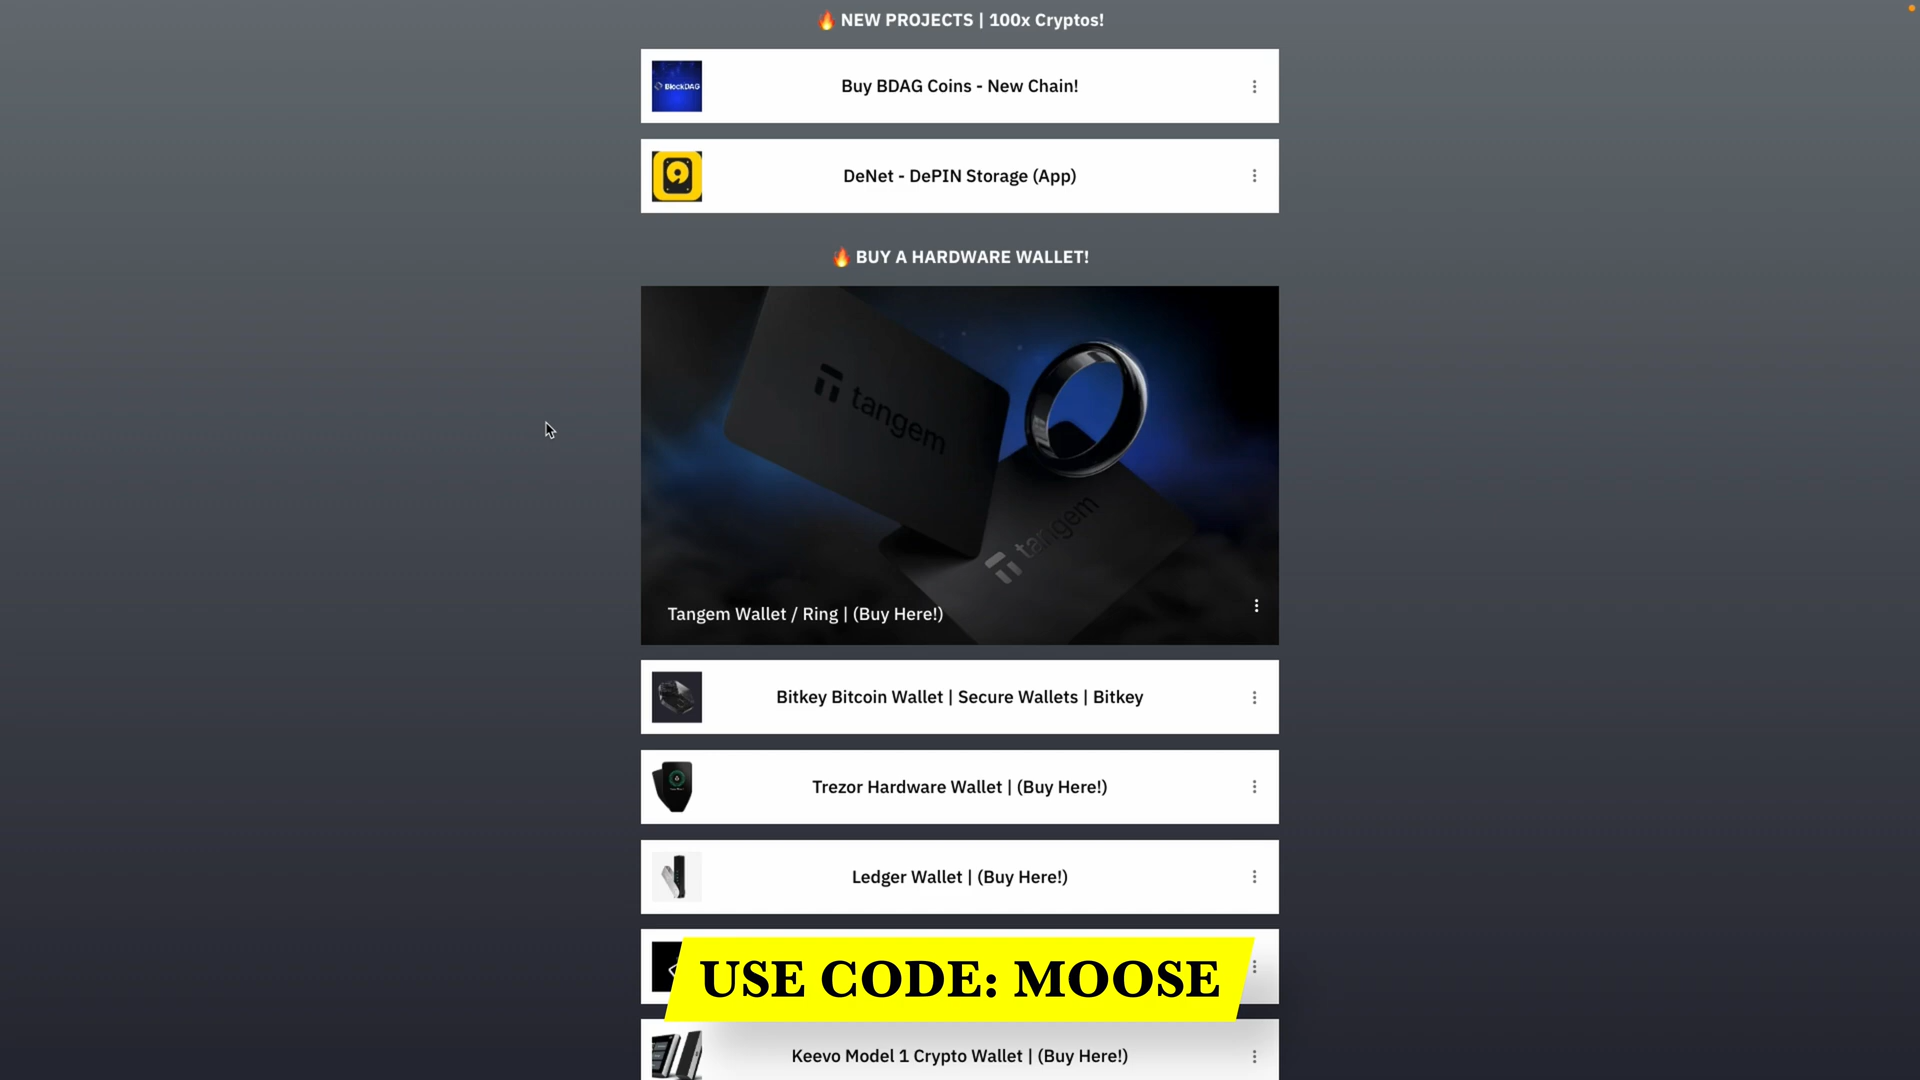 🔥 NEW PROJECTS | 100x Cryptos!
BlockDAG
Buy BDAG Coins - New Chain!
DeNet - DePIN Storage (App)
🔥 BUY A HARDWARE WALLET!
tangem
tangem
Tangem Wallet / Ring | (Buy Here!)
Bitkey Bitcoin Wallet | Secure Wallets | Bitkey
Trezor Hardware Wallet | (Buy Here!)
Ledger Wallet | (Buy Here!)
USE CODE: MOOSE
Keevo Model 1 Crypto Wallet | (Buy Here!)